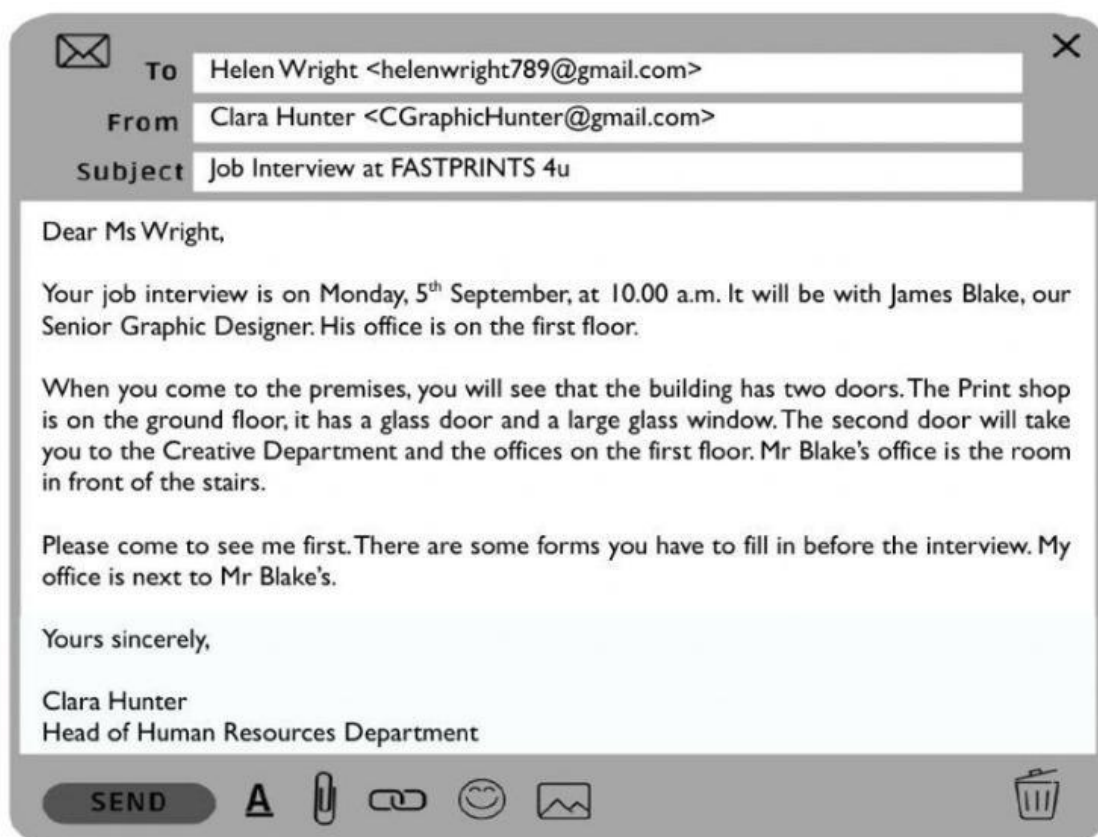 To Helen Wright <helenwright789@gmail.com>
From Clara Hunter <CGraphicHunter@gmail.com>
Subject Job Interview at FASTPRINTS 4u
Dear Ms Wright,
Your job interview is on Monday, 5th September, at 10.00 a.m. It will be with James Blake, our
Senior Graphic Designer. His office is on the first floor.
When you come to the premises, you will see that the building has two doors. The Print shop
is on the ground floor, it has a glass door and a large glass window. The second door will take
you to the Creative Department and the offices on the first floor. Mr Blake's office is the room
in front of the stairs.
Please come to see me first. There are some forms you have to fill in before the interview. My
office is next to Mr Blake's.
Yours sincerely,
Clara Hunter
Head of Human Resources Department
SEND A